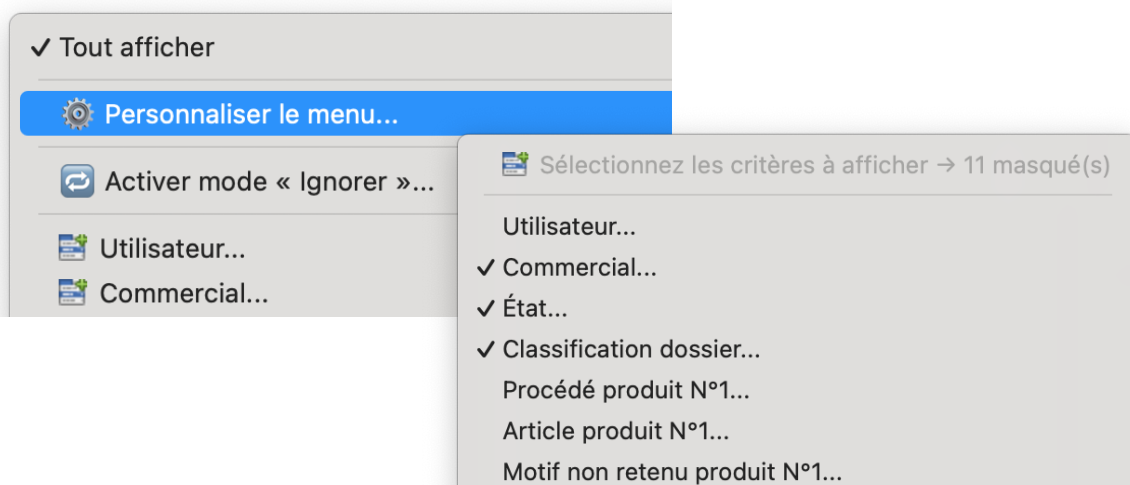 Tout afficher
Personnaliser le menu...
Activer mode « Ignorer »...
Utilisateur...
Commercial...
Sélectionnez les critères à afficher → 11 masqué(s)
Utilisateur...
Commercial...
État...
Classification dossier...
Procédé produit N°1...
Article produit N°1...
Motif non retenu produit N°1...